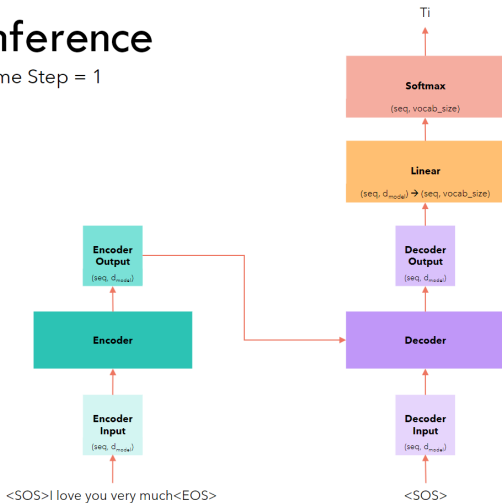 nference
me Step = 1
Ti
Softmax
(seq, vocab_size)
Linear
(seq, dmodel) → (seq, vocab_size)
Encoder
Output
(seq, dmodel)
Decoder
Output
(seq, dmodel)
Encoder
Decoder
Encoder
Input
(seq, dmodel)
Decoder
Input
(seq, dmodel)
<SOS>I love you very much<EOS>
<SOS>